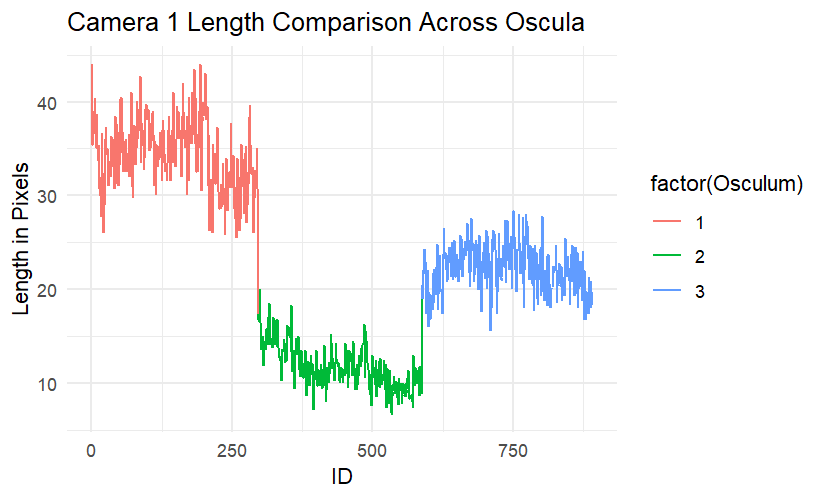 Camera 1 Length Comparison Across Oscula
Length in Pixels
40
30
20
10
0
250
500
750
ID
factor(Osculum)
1
2
3